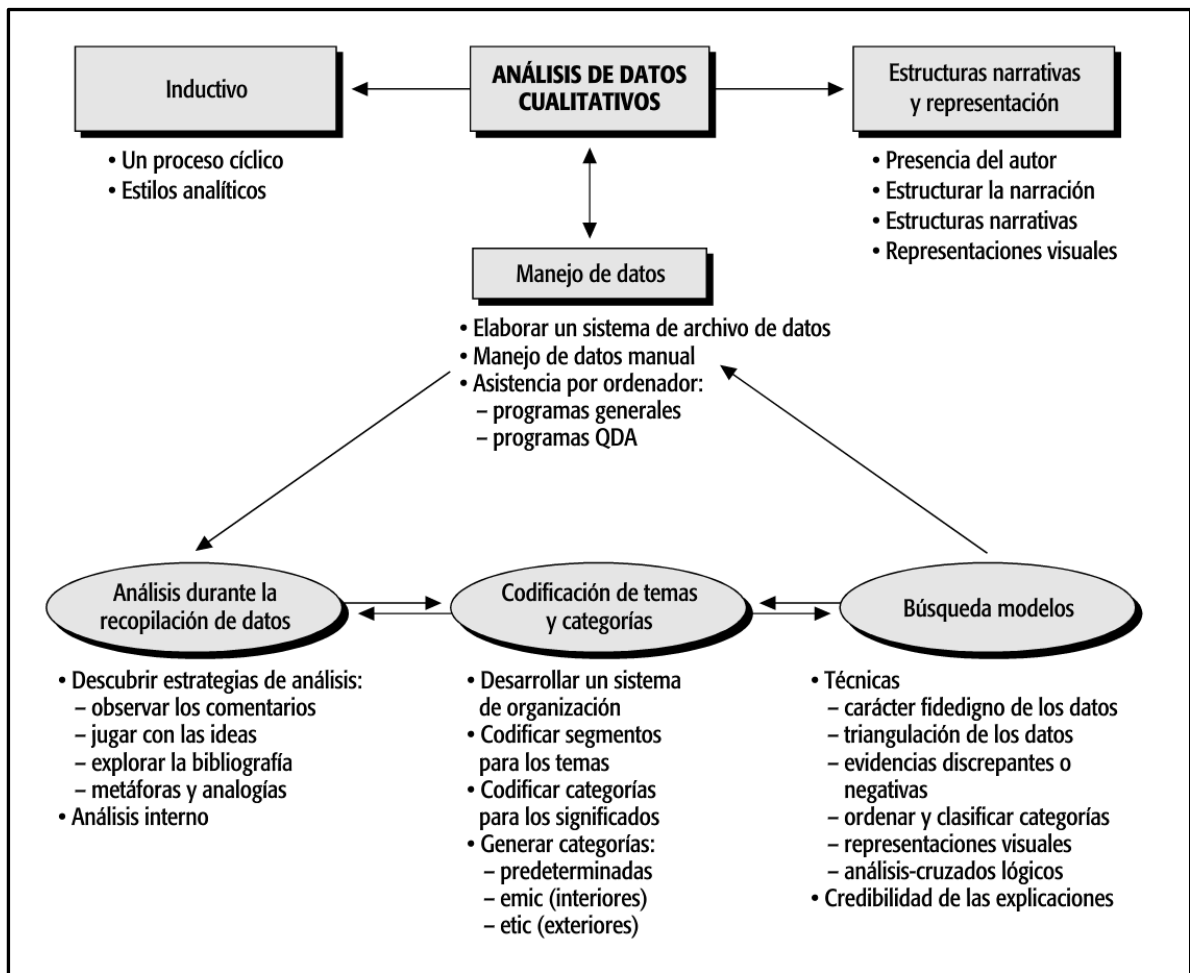 Inductivo
• Un proceso cíclico
• Estilos analíticos
ANÁLISIS DE DATOS
CUALITATIVOS
Estructuras narrativas
y representación
• Presencia del autor
• Estructurar la narración
• Estructuras narrativas
• Representaciones visuales
Manejo de datos
• Elaborar un sistema de archivo de datos
• Manejo de datos manual
• Asistencia por ordenador:
– programas generales
– programas QDA
Análisis durante la
recopilación de datos
• Descubrir estrategias de análisis:
– observar los comentarios
– jugar con las ideas
– explorar la bibliografía
– metáforas y analogías
• Análisis interno
Codificación de temas
y categorías
• Desarrollar un sistema
de organización
• Codificar segmentos
para los temas
• Codificar categorías
para los significados
• Generar categorías:
– predeterminadas
– emic (interiores)
– etic (exteriores)
Búsqueda modelos
• Técnicas
– carácter fidedigno de los datos
– triangulación de los datos
– evidencias discrepantes o
negativas
– ordenar y clasificar categorías
– representaciones visuales
– análisis-cruzados lógicos
• Credibilidad de las explicaciones